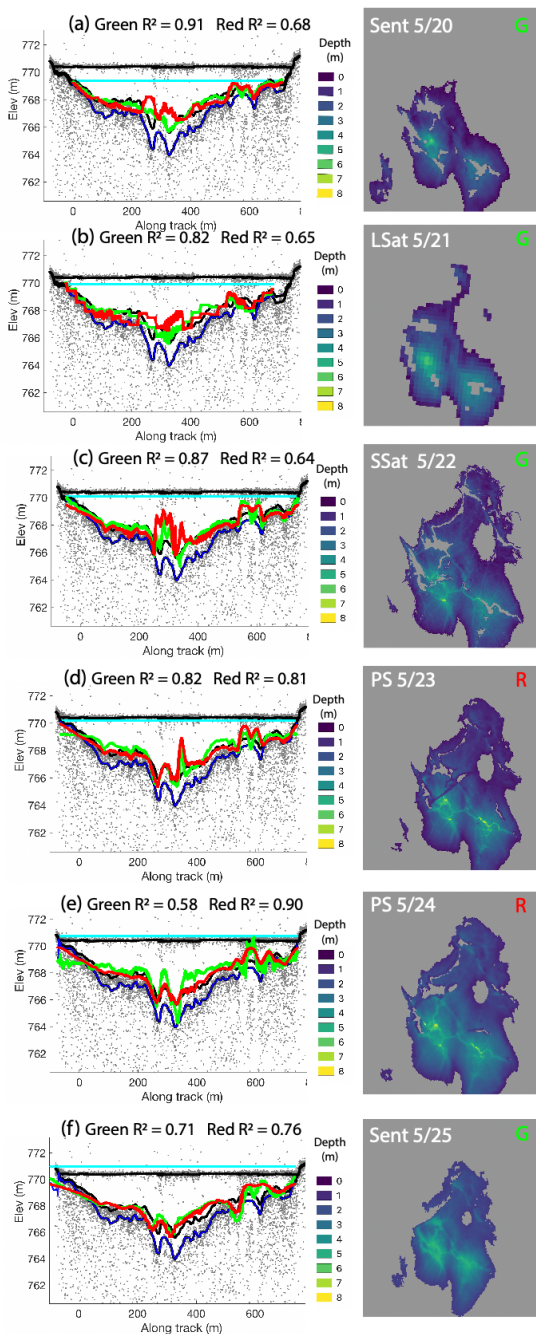 (a) Green R² = 0.91 Red R² = 0.68
772
770
768
766
764
762
Elev (m)
0 200 400 600
Along track (m)
Depth
(m)
0
1
2
3
4
5
6
7
8
Sent 5/20 G
(b) Green R² = 0.82 Red R² = 0.65
772
770
768
766
764
762
Elev (m)
0 200 400 600
Along track (m)
Depth
(m)
0
1
2
3
4
5
6
7
8
LSat 5/21 G
(c) Green R² = 0.87 Red R² = 0.64
772
770
768
766
764
762
Elev (m)
0 200 400 600
Along track (m)
Depth
(m)
0
1
2
3
4
5
6
7
8
SSat 5/22 G
(d) Green R² = 0.82 Red R² = 0.81
772
770
768
766
764
762
Elev (m)
0 200 400 600
Along track (m)
Depth
(m)
0
1
2
3
4
5
6
7
8
PS 5/23 R
(e) Green R² = 0.58 Red R² = 0.90
772
770
768
766
764
762
Elev (m)
0 200 400 600
Along track (m)
Depth
(m)
0
1
2
3
4
5
6
7
8
PS 5/24 R
(f) Green R² = 0.71 Red R² = 0.76
772
770
768
766
764
762
Elev (m)
0 200 400 600
Along track (m)
Depth
(m)
0
1
2
3
4
5
6
7
8
Sent 5/25 G